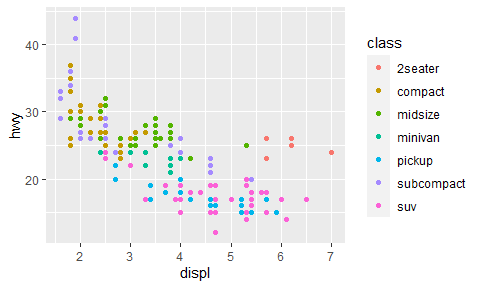 40
30
20
hwy
2
3
4
5
6
7
displ
class
2seater
compact
midsize
minivan
pickup
subcompact
suv